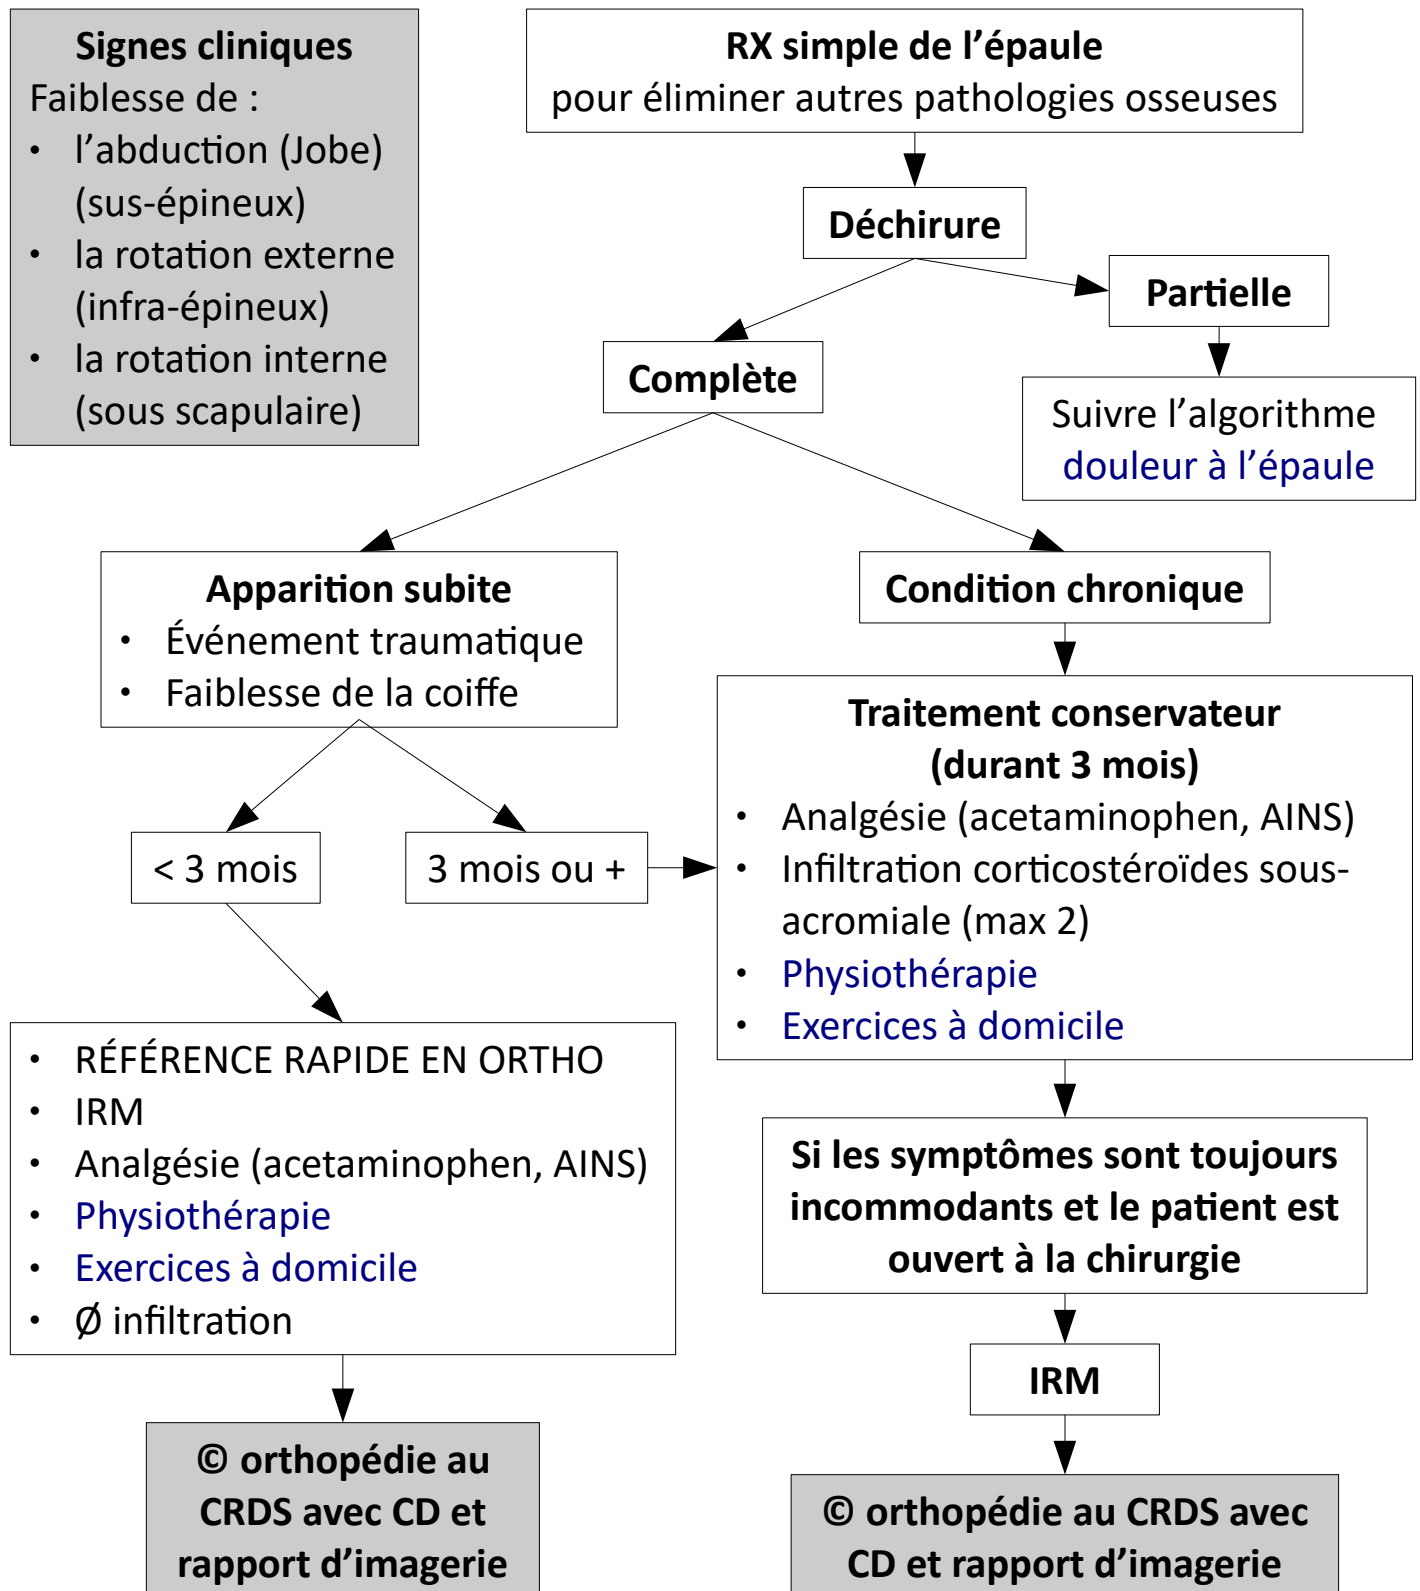 Signes cliniques
Faiblesse de :
• l’abduction (Jobe)
(sus-épineux)
• la rotation externe
(infra-épineux)
• la rotation interne
(sous scapulaire)
RX simple de l’épaule
pour éliminer autres pathologies osseuses
Déchirure
Partielle
Complète
Suivre l’algorithme
douleur à l’épaule
Apparition subite
• Événement traumatique
• Faiblesse de la coiffe
Condition chronique
< 3 mois
3 mois ou +
Traitement conservateur
(durant 3 mois)
• Analgésie (acetaminophen, AINS)
• Infiltration corticostéroïdes sous-
acromiale (max 2)
• Physiothérapie
• Exercices à domicile
• RÉFÉRENCE RAPIDE EN ORTHO
• IRM
• Analgésie (acetaminophen, AINS)
• Physiothérapie
• Exercices à domicile
• Ø infiltration
Si les symptômes sont toujours
incommodants et le patient est
ouvert à la chirurgie
IRM
© orthopédie au
CRDS avec CD et
rapport d’imagerie
© orthopédie au CRDS avec
CD et rapport d’imagerie